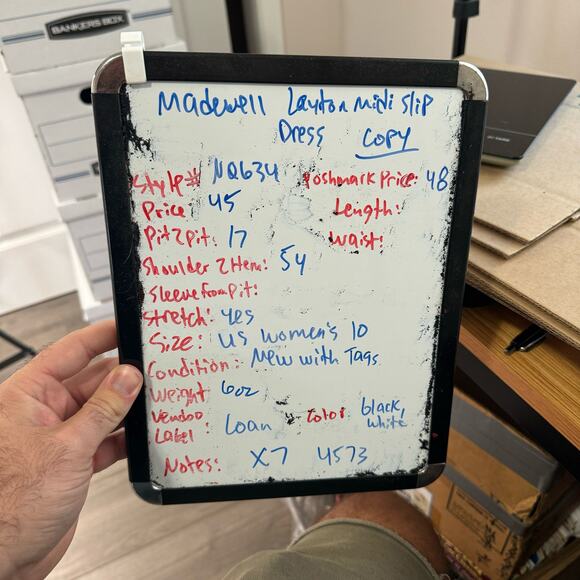 BANKERS BOX
Madewell Layton Midi Slip
Dress COPY
Style# NQ634 Poshmark Price: 48
Price 45 Length:
Pit2pit: 17 Waist:
Shoulder 2 Hem: 54
Sleeve from Pit:
Stretch: yes
Size: US Women's 10
Condition: New with Tags
Weight 6oz
Vendoo Label: Loan Color: black, white
Notes: X7 4573